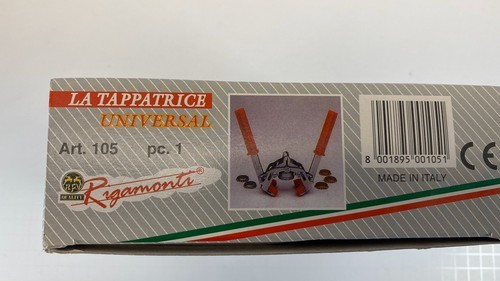 LA TAPPATRICE
UNIVERSAL
Art. 105 pc. 1
QUALITY
Rigamonti®
8 001895 001051
MADE IN ITALY
CE